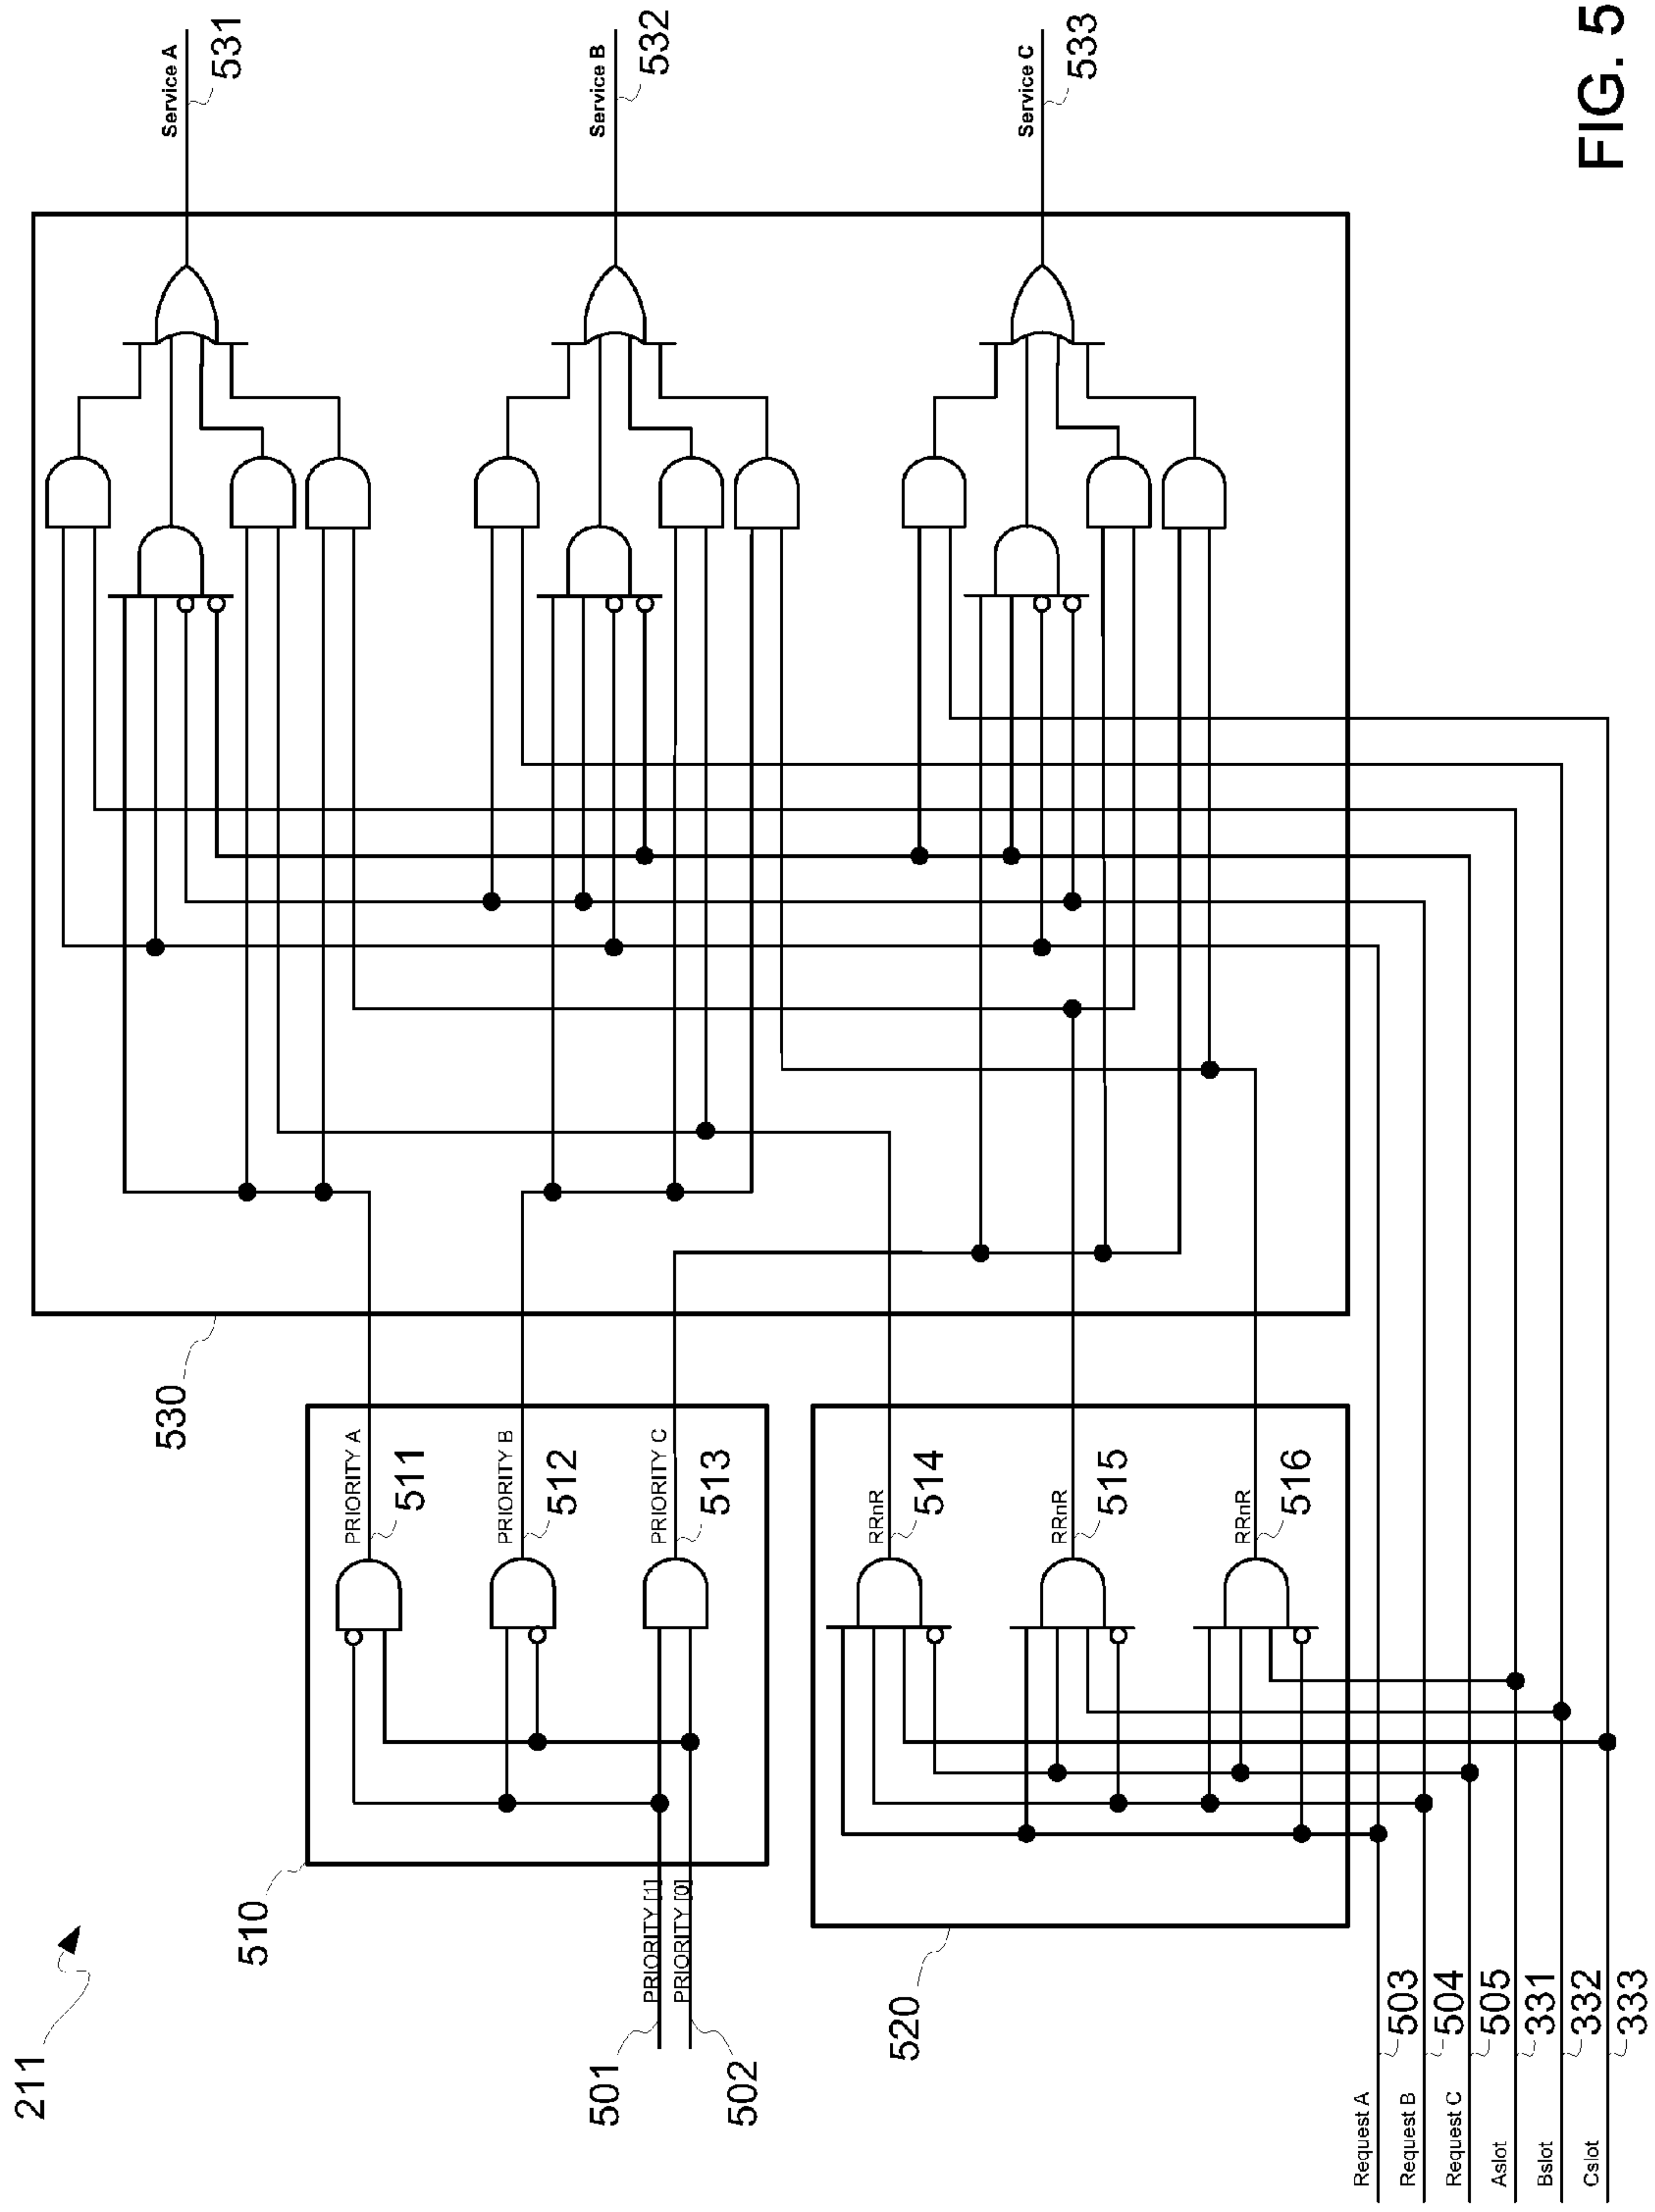 211
510
501
502
PRIORITY [1]
PRIORITY [0]
PRIORITY A
511
PRIORITY B
512
PRIORITY C
513
520
RRnR
514
RRnR
515
RRnR
516
530
Request A
503
Request B
504
Request C
505
Aslot
331
Bslot
332
Cslot
333
Service A
531
Service B
532
Service C
533
FIG. 5